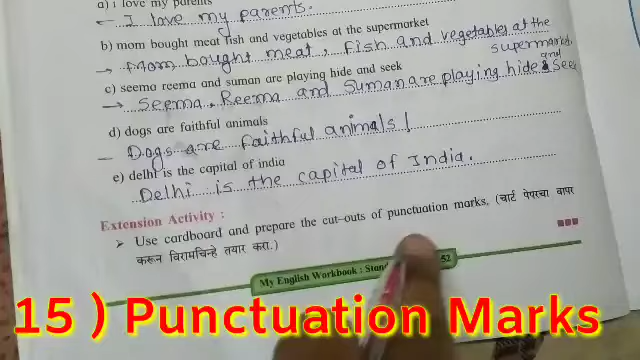 a) i love my parents
← I love my parents.
b) mom bought meat fish and vegetables at the supermarket
→ Mom bought meat, fish and vegetables at the supermarket.
c) seema reema and suman are playing hide and seek
→ Seema, Reema and Suman are playing hide and seek
d) dogs are faithful animals
– Dogs are faithful animals!
e) delhi is the capital of india
Delhi is the capital of India.
Extension Activity :
➤ Use cardboard and prepare the cut-outs of punctuation marks. (चार्ट पेपरचा वापर
करून विरामचिन्हे तयार करा.)
My English Workbook : Stand 52
15 ) Punctuation Marks